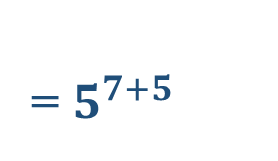 = 5⁷⁺⁵